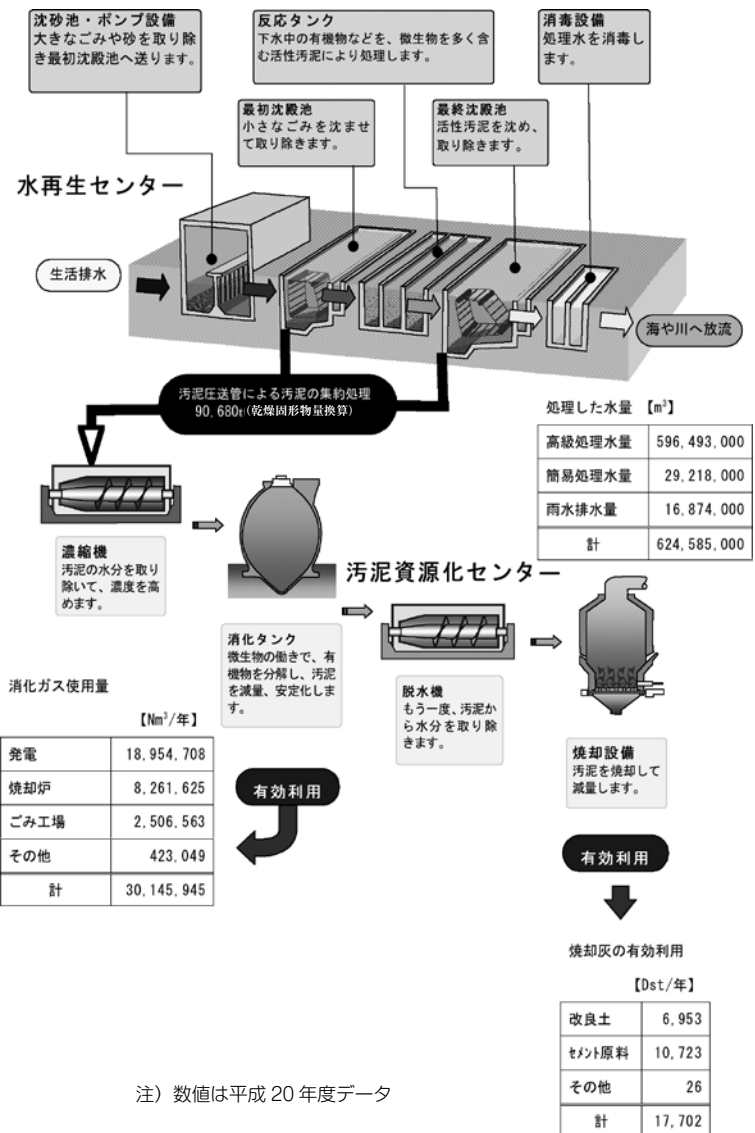 沈砂池・ポンプ設備
大きなごみや砂を取り除
き最初沈殿池へ送ります。
反応タンク
下水中の有機物などを、微生物を多く含
む活性汚泥により処理します。
消毒設備
処理水を消毒し
ます。
最初沈殿池
小さなごみを沈ませ
て取り除きます。
最終沈殿池
活性汚泥を沈め、
取り除きます。
水再生センター
生活排水
海や川へ放流
汚泥圧送管による汚泥の集約処理
90,680t(乾燥固形物量換算)
処理した水量 【m³】
高級処理水量 596,493,000
簡易処理水量 29,218,000
雨水排水量 16,874,000
計 624,585,000
濃縮機
汚泥の水分を取り
除いて、濃度を高
めます。
汚泥資源化センター
消化タンク
微生物の働きで、有
機物を分解し、汚泥
を減量、安定化しま
す。
脱水機
もう一度、汚泥か
ら水分を取り除
きます。
焼却設備
汚泥を焼却して
減量します。
消化ガス使用量
【Nm³/年】
発電 18,954,708
焼却炉 8,261,625
ごみ工場 2,506,563
その他 423,049
計 30,145,945
有効利用
有効利用
焼却灰の有効利用
【Dst/年】
改良土 6,953
セメント原料 10,723
その他 26
計 17,702
注）数値は平成 20 年度データ